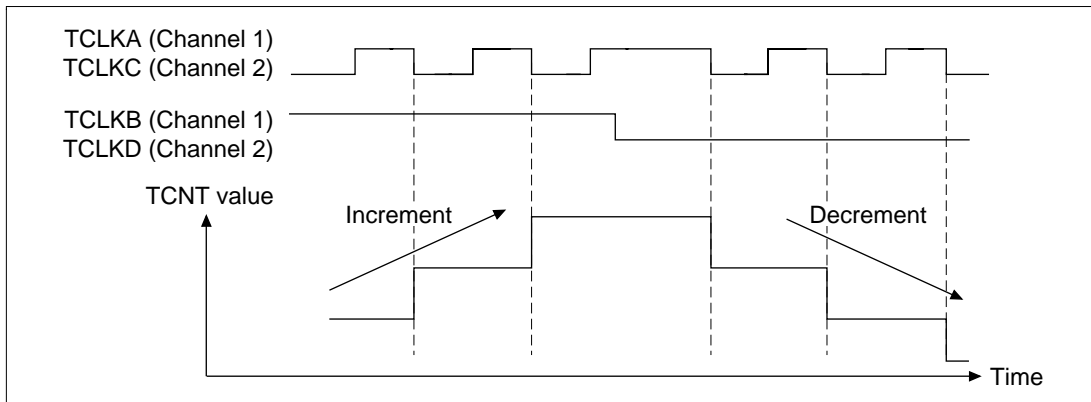 TCLKA (Channel 1)
TCLKC (Channel 2)
TCLKB (Channel 1)
TCLKD (Channel 2)
TCNT value
Increment
Decrement
Time